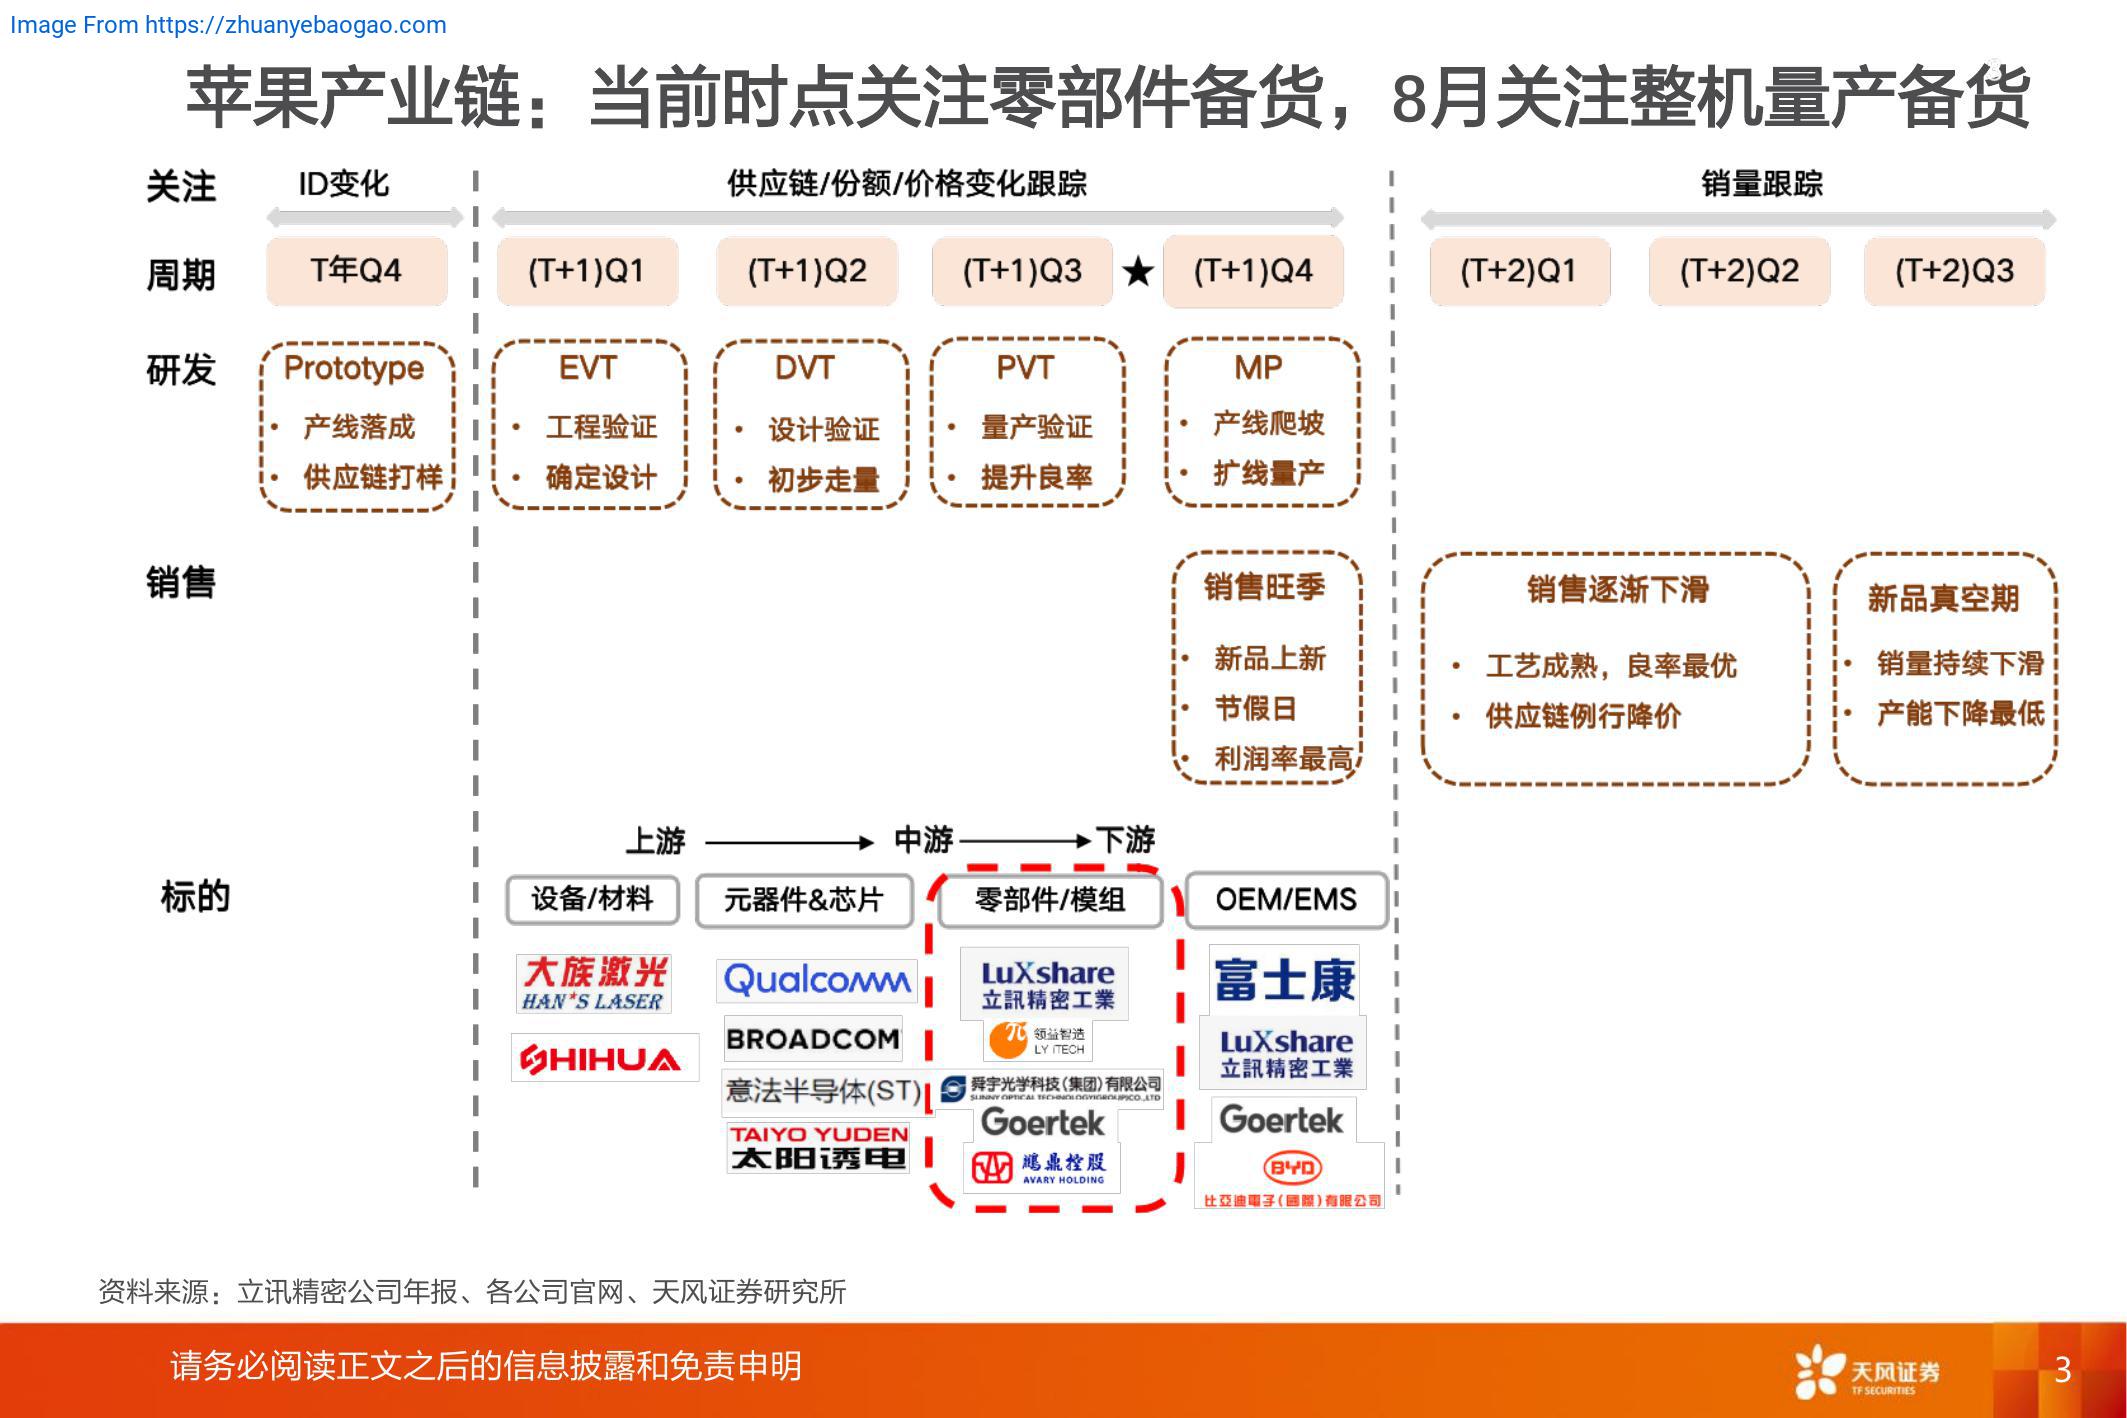 Image From https://zhuanyebaogao.com
苹果产业链：当前时点关注零部件备货，8月关注整机量产备货
关注
ID变化
供应链/份额/价格变化跟踪
销量跟踪
周期
T年Q4
(T+1)Q1
(T+1)Q2
(T+1)Q3
★
(T+1)Q4
(T+2)Q1
(T+2)Q2
(T+2)Q3
研发
Prototype
• 产线落成
• 供应链打样
EVT
• 工程验证
• 确定设计
DVT
• 设计验证
• 初步走量
PVT
• 量产验证
• 提升良率
MP
• 产线爬坡
• 扩线量产
销售
销售旺季
• 新品上新
• 节假日
• 利润率最高
销售逐渐下滑
• 工艺成熟，良率最优
• 供应链例行降价
新品真空期
• 销量持续下滑
• 产能下降最低
上游
中游
下游
标的
设备/材料
大族激光
HAN*S LASER
SHIHUA
元器件&芯片
Qualcomm
BROADCOM
意法半导体(ST)
TAIYO YUDEN
太阳诱电
零部件/模组
LuXshare
立訊精密工業
领益智造
LY iTECH
舜宇光学科技(集团)有限公司
SUNNY OPTICAL TECHNOLOGY(GROUP)CO.,LTD
Goertek
鵬鼎控股
AVARY HOLDING
OEM/EMS
富士康
LuXshare
立訊精密工業
Goertek
BYD
比亞迪電子(國際)有限公司
资料来源：立讯精密公司年报、各公司官网、天风证券研究所
请务必阅读正文之后的信息披露和免责申明
天风证券
TF SECURITIES
3